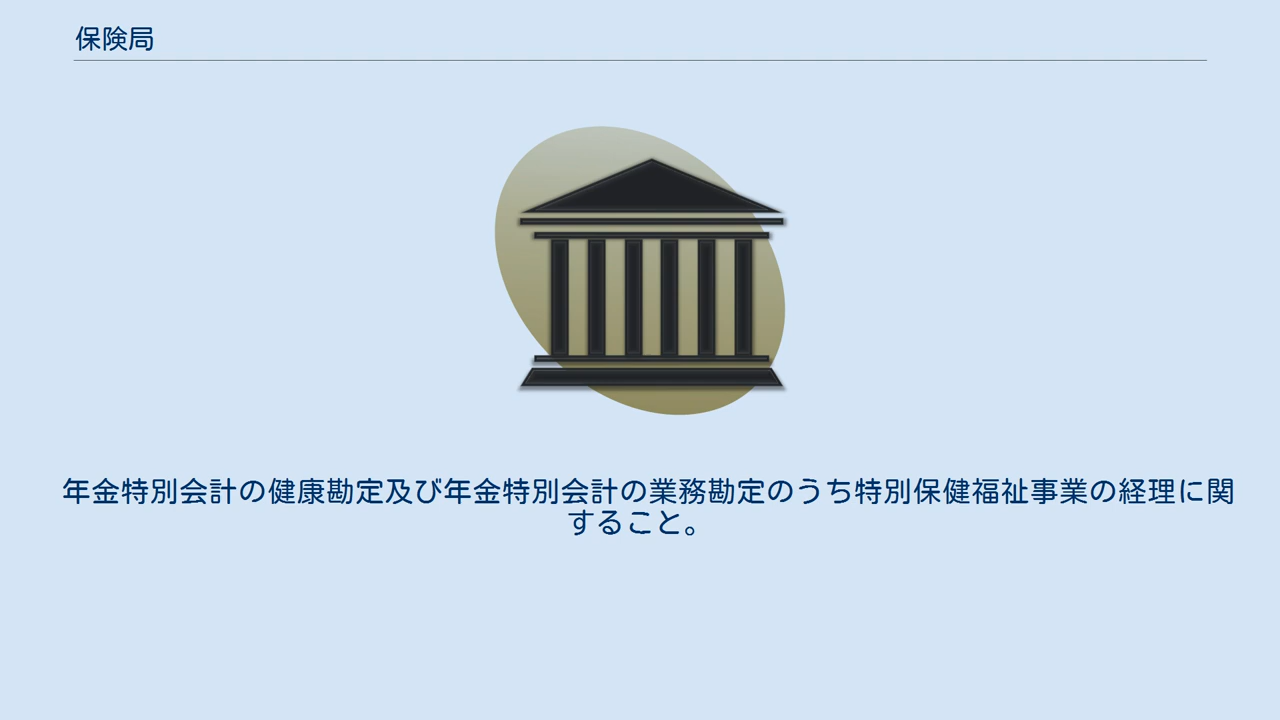 保険局
年金特別会計の健康勘定及び年金特別会計の業務勘定のうち特別保健福祉事業の経理に関
すること。